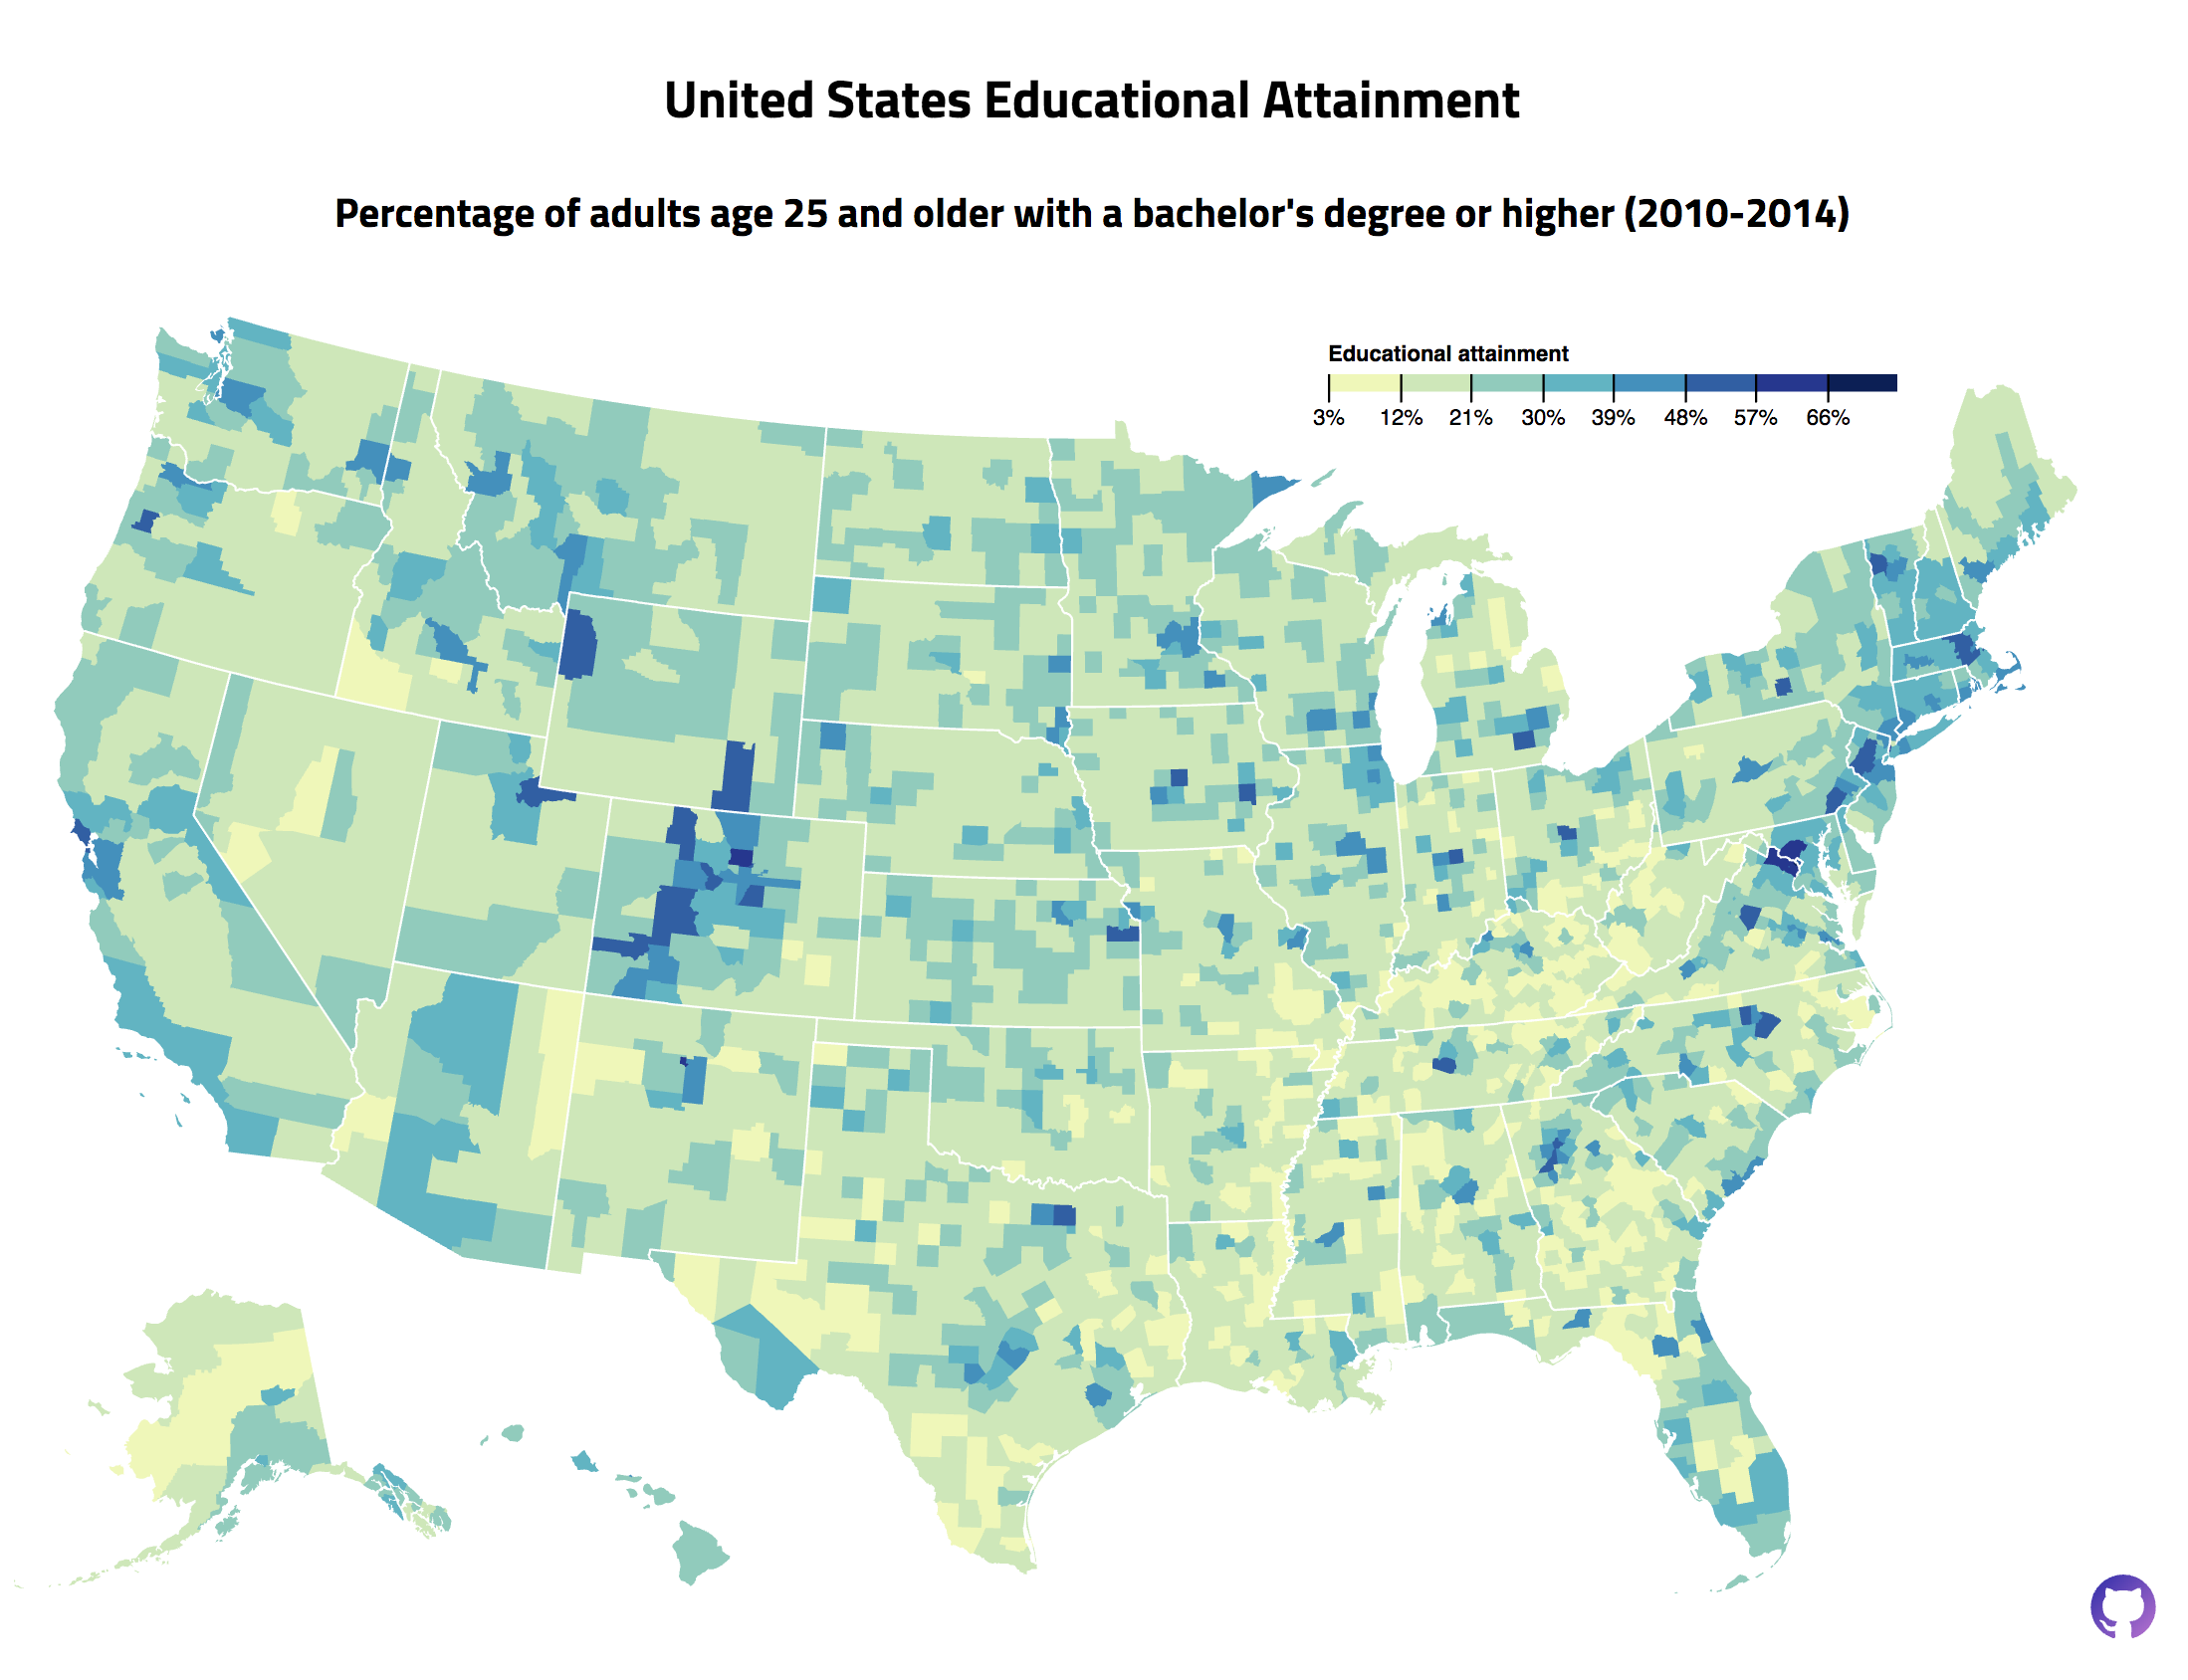 United States Educational Attainment
Percentage of adults age 25 and older with a bachelor's degree or higher (2010-2014)
Educational attainment
3% 12% 21% 30% 39% 48% 57% 66%